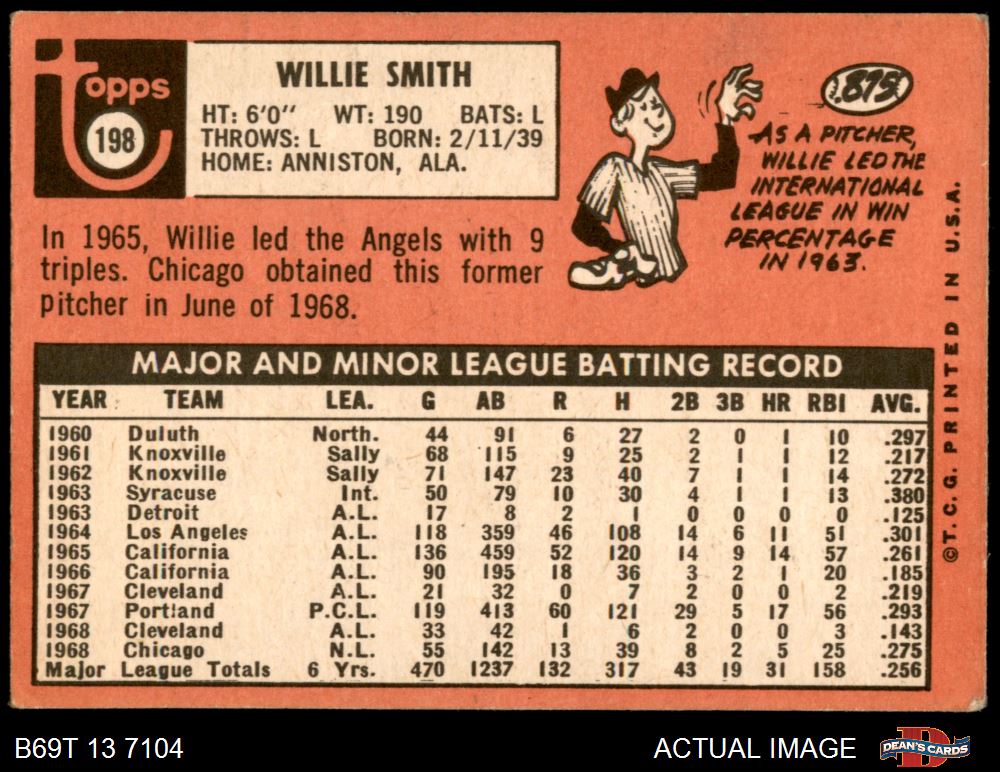 Topps
198
WILLIE SMITH
HT: 6'0" WT: 190 BATS: L
THROWS: L BORN: 2/11/39
HOME: ANNISTON, ALA.
In 1965, Willie led the Angels with 9
triples. Chicago obtained this former
pitcher in June of 1968.
.875
AS A PITCHER,
WILLIE LED THE
INTERNATIONAL
LEAGUE IN WIN
PERCENTAGE
IN 1963.
MAJOR AND MINOR LEAGUE BATTING RECORD
YEAR TEAM LEA. G AB R H 2B 3B HR RBI AVG.
1960 Duluth North. 44 91 6 27 2 0 1 10 .297
1961 Knoxville Sally 68 115 9 25 2 1 1 12 .217
1962 Knoxville Sally 71 147 23 40 7 1 1 14 .272
1963 Syracuse Int. 50 79 10 30 4 1 1 13 .380
1963 Detroit A.L. 17 8 2 1 0 0 0 0 .125
1964 Los Angeles A.L. 118 359 46 108 14 6 11 51 .301
1965 California A.L. 136 459 52 120 14 9 14 57 .261
1966 California A.L. 90 195 18 36 3 2 1 20 .185
1967 Cleveland A.L. 21 32 0 7 2 0 0 2 .219
1967 Portland P.C.L. 119 413 60 121 29 5 17 56 .293
1968 Cleveland A.L. 33 42 1 6 2 0 0 3 .143
1968 Chicago N.L. 55 142 13 39 8 2 5 25 .275
Major League Totals 6 Yrs. 470 1237 132 317 43 19 31 158 .256
©T.C.G. PRINTED IN U.S.A.
B69T 13 7104
ACTUAL IMAGE
DEAN'S CARDS